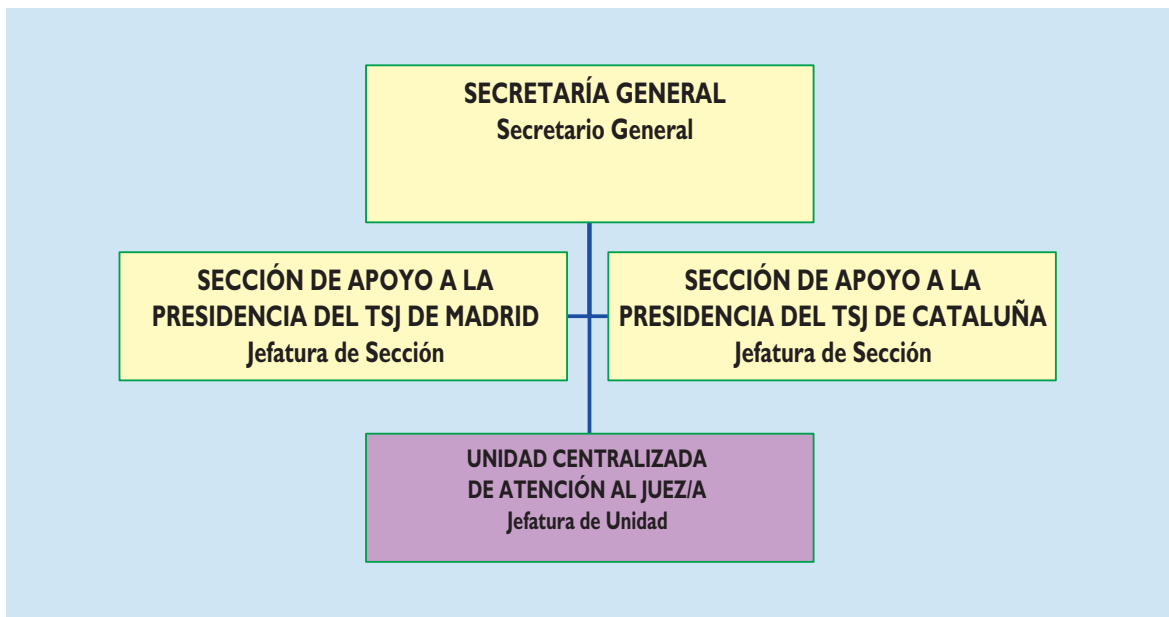 SECRETARÍA GENERAL
Secretario General
SECCIÓN DE APOYO A LA
PRESIDENCIA DEL TSJ DE MADRID
Jefatura de Sección
SECCIÓN DE APOYO A LA
PRESIDENCIA DEL TSJ DE CATALUÑA
Jefatura de Sección
UNIDAD CENTRALIZADA
DE ATENCIÓN AL JUEZ/A
Jefatura de Unidad